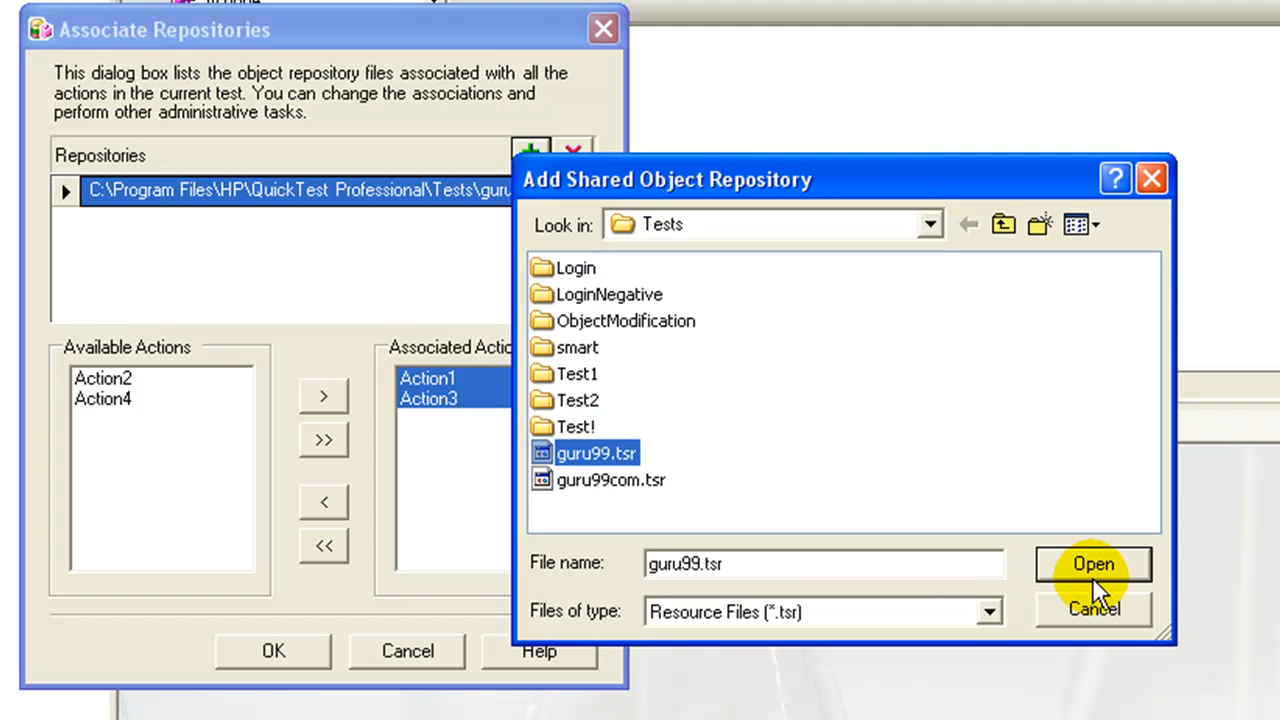 Associate Repositories
This dialog box lists the object repository files associated with all the
actions in the current test. You can change the associations and
perform other administrative tasks.
Repositories
C:\Program Files\HP\QuickTest Professional\Tests\guru
Available Actions
Action2
Action4
>
>>
<
<<
Associated Actio
Action1
Action3
OK
Cancel
Help
Add Shared Object Repository
?
Look in:
Tests
Login
LoginNegative
ObjectModification
smart
Test1
Test2
Test!
guru99.tsr
guru99com.tsr
File name:
guru99.tsr
Open
Files of type:
Resource Files (*.tsr)
Cancel